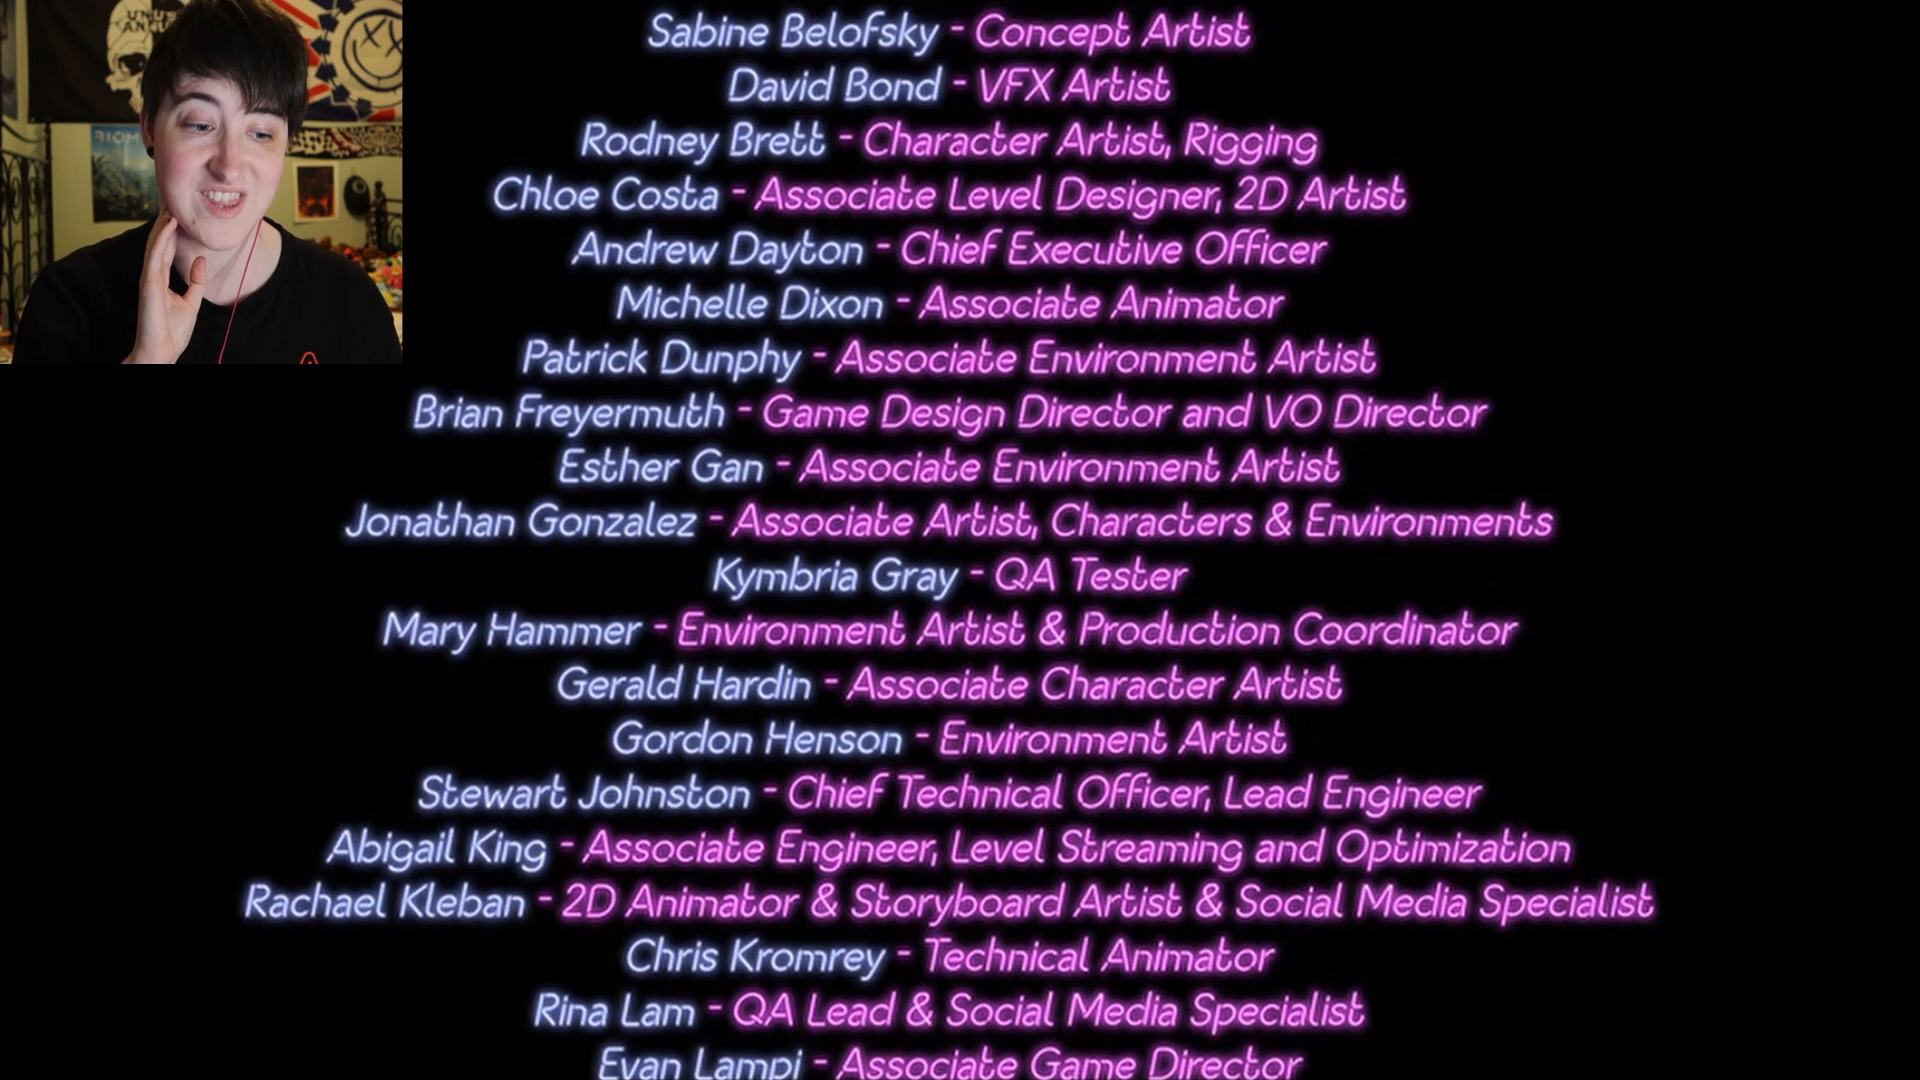 UNUS
ANNUS
Sabine Belofsky - Concept Artist
David Bond - VFX Artist
Rodney Brett - Character Artist, Rigging
Chloe Costa - Associate Level Designer, 2D Artist
Andrew Dayton - Chief Executive Officer
Michelle Dixon - Associate Animator
Patrick Dunphy - Associate Environment Artist
Brian Freyermuth - Game Design Director and VO Director
Esther Gan - Associate Environment Artist
Jonathan Gonzalez - Associate Artist, Characters & Environments
Kymbria Gray - QA Tester
Mary Hammer - Environment Artist & Production Coordinator
Gerald Hardin - Associate Character Artist
Gordon Henson - Environment Artist
Stewart Johnston - Chief Technical Officer, Lead Engineer
Abigail King - Associate Engineer, Level Streaming and Optimization
Rachael Kleban - 2D Animator & Storyboard Artist & Social Media Specialist
Chris Kromrey - Technical Animator
Rina Lam - QA Lead & Social Media Specialist
Evan Lampi - Associate Game Director